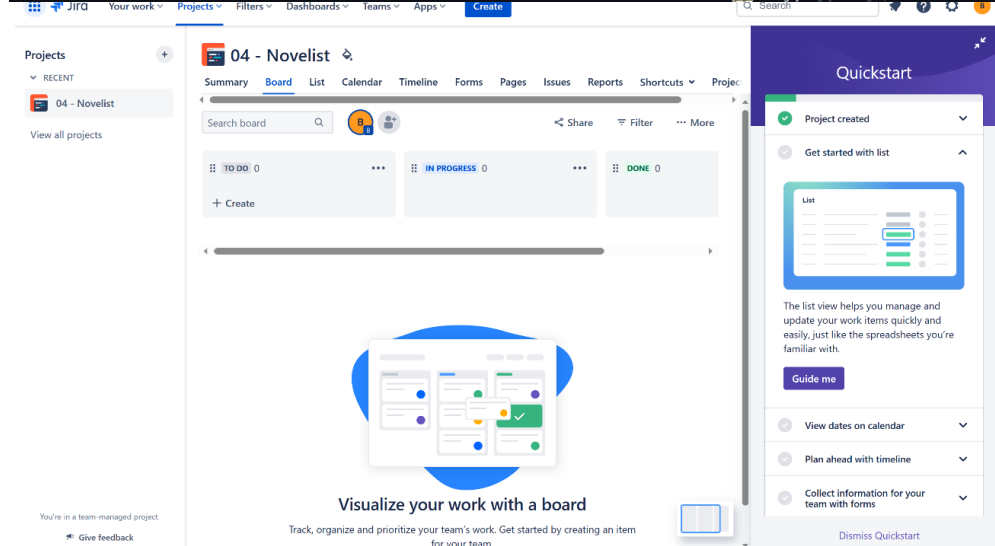 Jira
Your work
Projects
Filters
Dashboards
Teams
Apps
Create
Search
B
Projects
RECENT
04 - Novelist
View all projects
You're in a team-managed project
Give feedback
04 - Novelist
Summary
Board
List
Calendar
Timeline
Forms
Pages
Issues
Reports
Shortcuts
Projec
Search board
B
B
Share
Filter
More
TO DO 0
IN PROGRESS 0
DONE 0
+ Create
Visualize your work with a board
Track, organize and prioritize your team's work. Get started by creating an item
for your team
Quickstart
Project created
Get started with list
List
The list view helps you manage and
update your work items quickly and
easily, just like the spreadsheets you're
familiar with.
Guide me
View dates on calendar
Plan ahead with timeline
Collect information for your
team with forms
Dismiss Quickstart